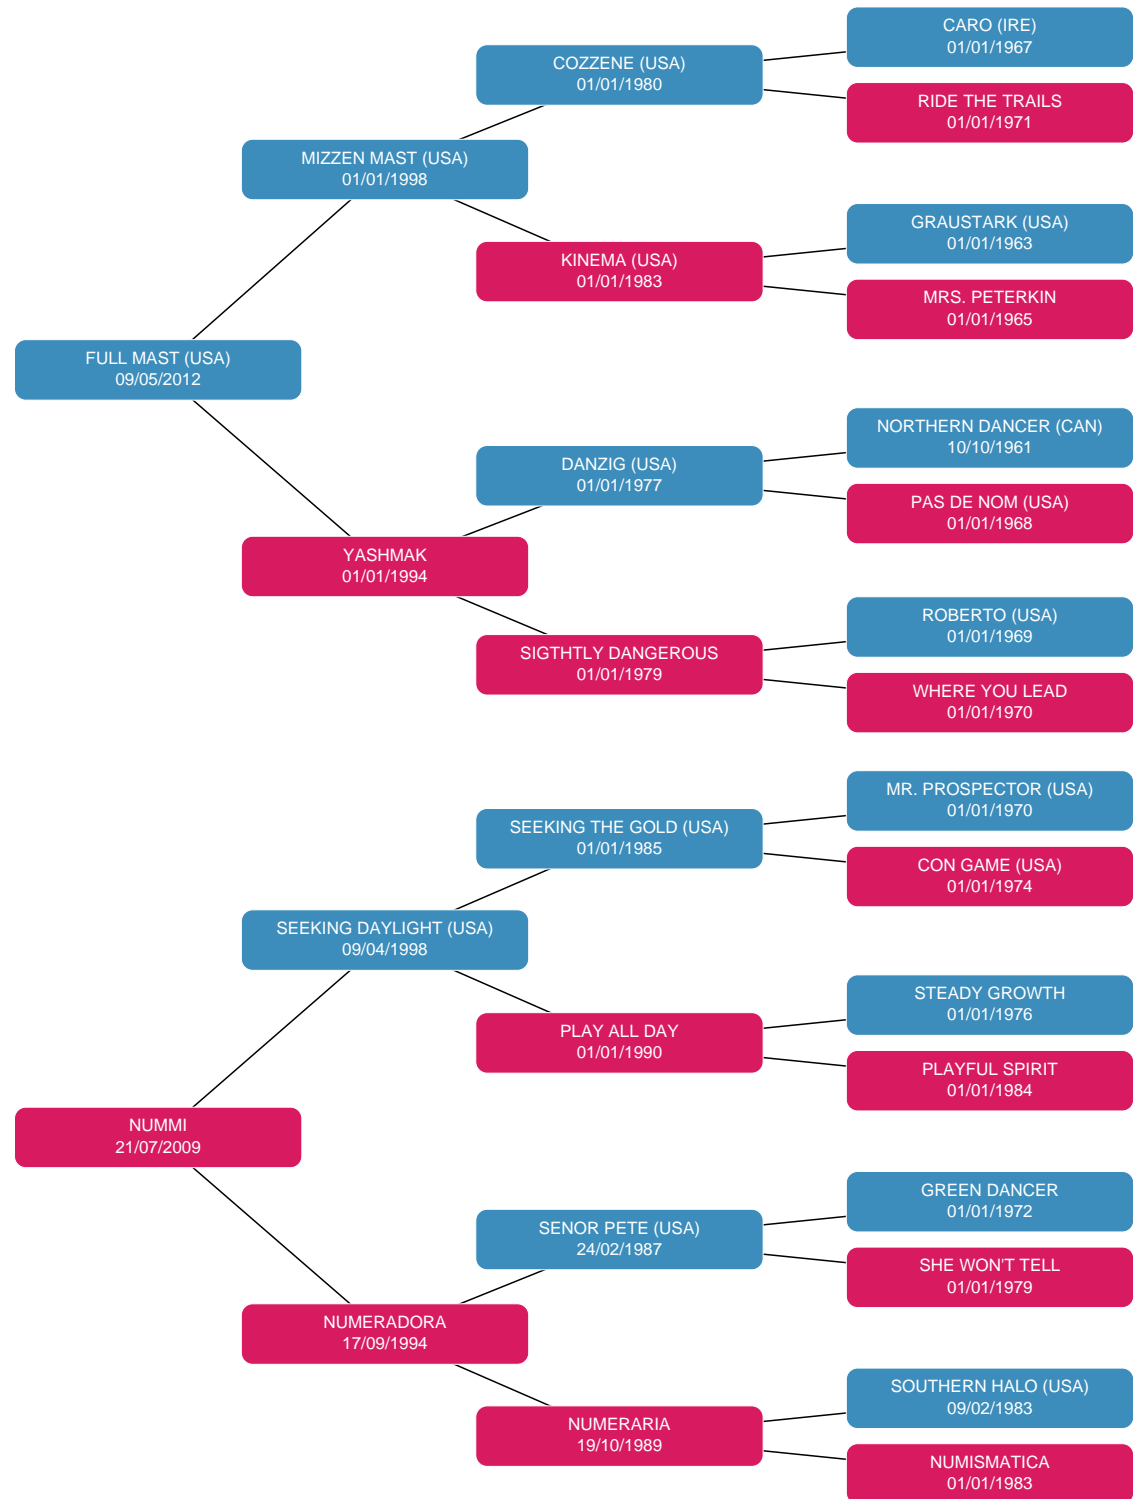 CARO (IRE)
01/01/1967
COZZENE (USA)
01/01/1980
RIDE THE TRAILS
01/01/1971
MIZZEN MAST (USA)
01/01/1998
GRAUSTARK (USA)
01/01/1963
KINEMA (USA)
01/01/1983
MRS. PETERKIN
01/01/1965
FULL MAST (USA)
09/05/2012
NORTHERN DANCER (CAN)
10/10/1961
DANZIG (USA)
01/01/1977
PAS DE NOM (USA)
01/01/1968
YASHMAK
01/01/1994
ROBERTO (USA)
01/01/1969
SIGTHTLY DANGEROUS
01/01/1979
WHERE YOU LEAD
01/01/1970
MR. PROSPECTOR (USA)
01/01/1970
SEEKING THE GOLD (USA)
01/01/1985
CON GAME (USA)
01/01/1974
SEEKING DAYLIGHT (USA)
09/04/1998
STEADY GROWTH
01/01/1976
PLAY ALL DAY
01/01/1990
PLAYFUL SPIRIT
01/01/1984
NUMMI
21/07/2009
GREEN DANCER
01/01/1972
SENOR PETE (USA)
24/02/1987
SHE WON'T TELL
01/01/1979
NUMERADORA
17/09/1994
SOUTHERN HALO (USA)
09/02/1983
NUMERARIA
19/10/1989
NUMISMATICA
01/01/1983